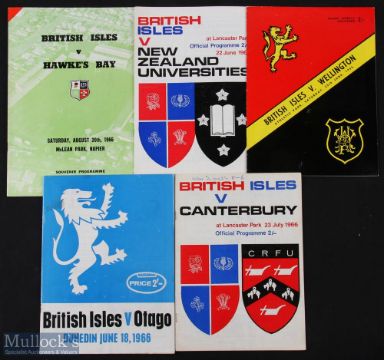 BRITISH ISLES
v
HAWKE'S BAY
SATURDAY, AUGUST 20th, 1966
McLEAN PARK, NAPIER
SOUVENIR PROGRAMME
BRITISH
ISLES
V
NEW
ZEALAND
UNIVERSITIES
at Lancaster Park
Official Programme 2/-
22 June 196
BRITISH ISLES V. WELLINGTON
BRITISH ISLES
V
CANTERBURY
at Lancaster Park 23 July 1966
Official Programme 2/-
CRFU
PRICE 2/-
British Isles V Otago
DUNEDIN JUNE 18, 1966
Mullock's